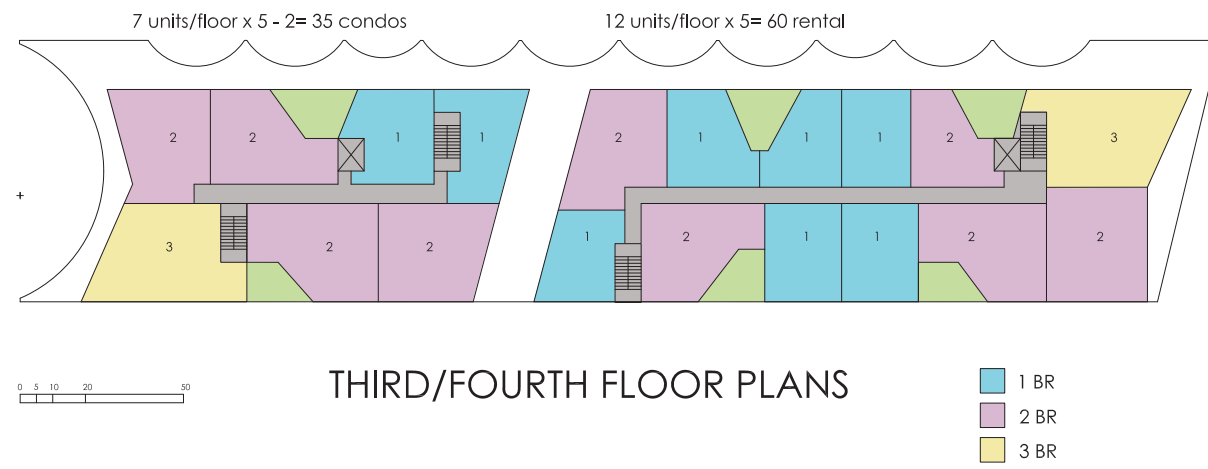 7 units/floor x 5 - 2= 35 condos
12 units/floor x 5= 60 rental
2
2
1
1
3
2
2
2
1
1
1
2
3
1
2
1
1
2
2
0 5 10 20 50
THIRD/FOURTH FLOOR PLANS
1 BR
2 BR
3 BR